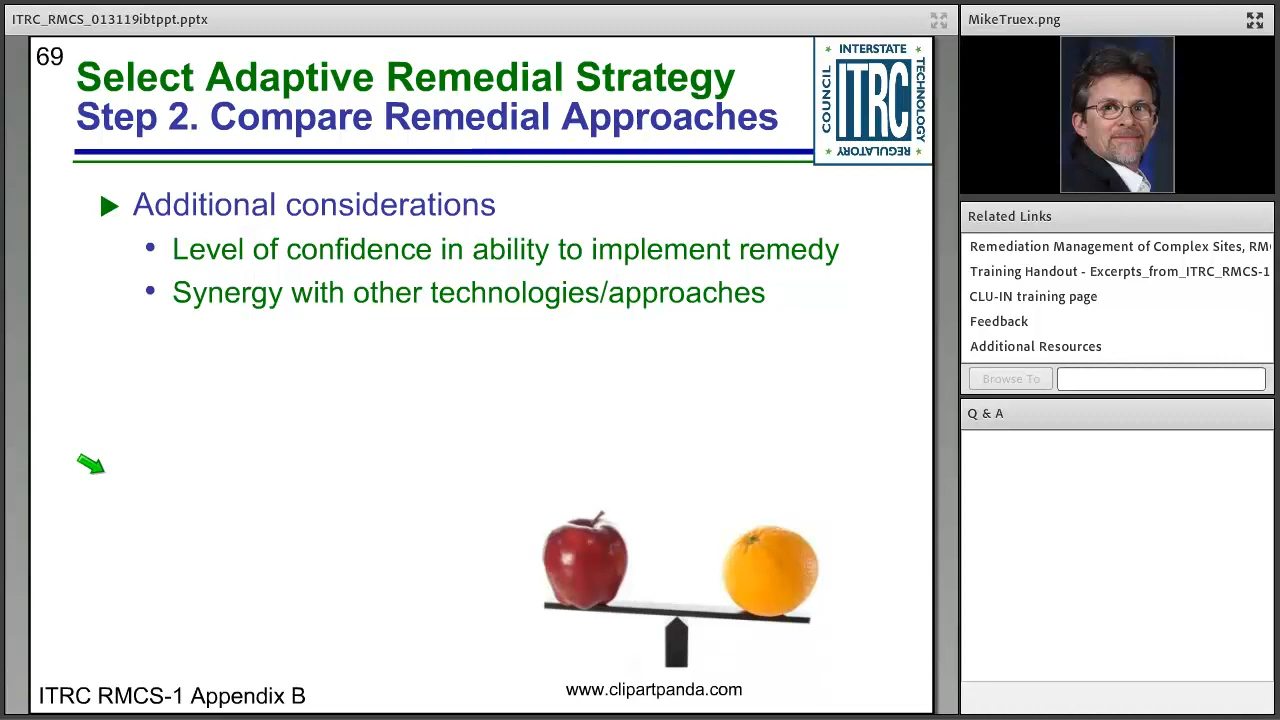 ITRC_RMCS_013119ibtppt.pptx
69
Select Adaptive Remedial Strategy
Step 2. Compare Remedial Approaches
INTERSTATE
COUNCIL
ITRC
TECHNOLOGY
REGULATORY
Additional considerations
Level of confidence in ability to implement remedy
Synergy with other technologies/approaches
ITRC RMCS-1 Appendix B
www.clipartpanda.com
MikeTruex.png
Related Links
Remediation Management of Complex Sites, RM
Training Handout - Excerpts_from_ITRC_RMCS-1
CLU-IN training page
Feedback
Additional Resources
Browse To
Q & A